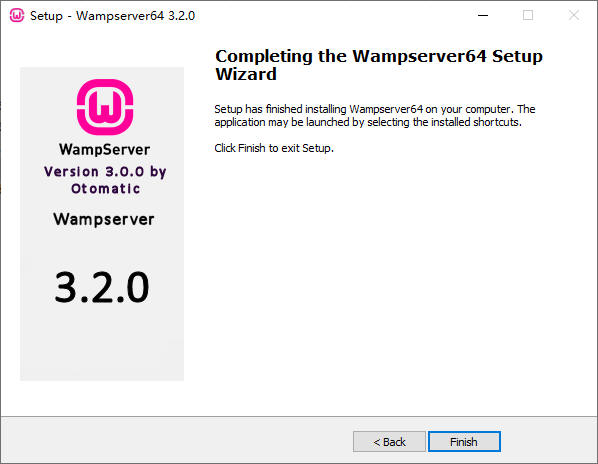 Setup - Wampserver64 3.2.0
Completing the Wampserver64 Setup
Wizard
Setup has finished installing Wampserver64 on your computer. The
application may be launched by selecting the installed shortcuts.
Click Finish to exit Setup.
WampServer
Version 3.0.0 by
Otomatic
Wampserver
3.2.0
< Back
Finish